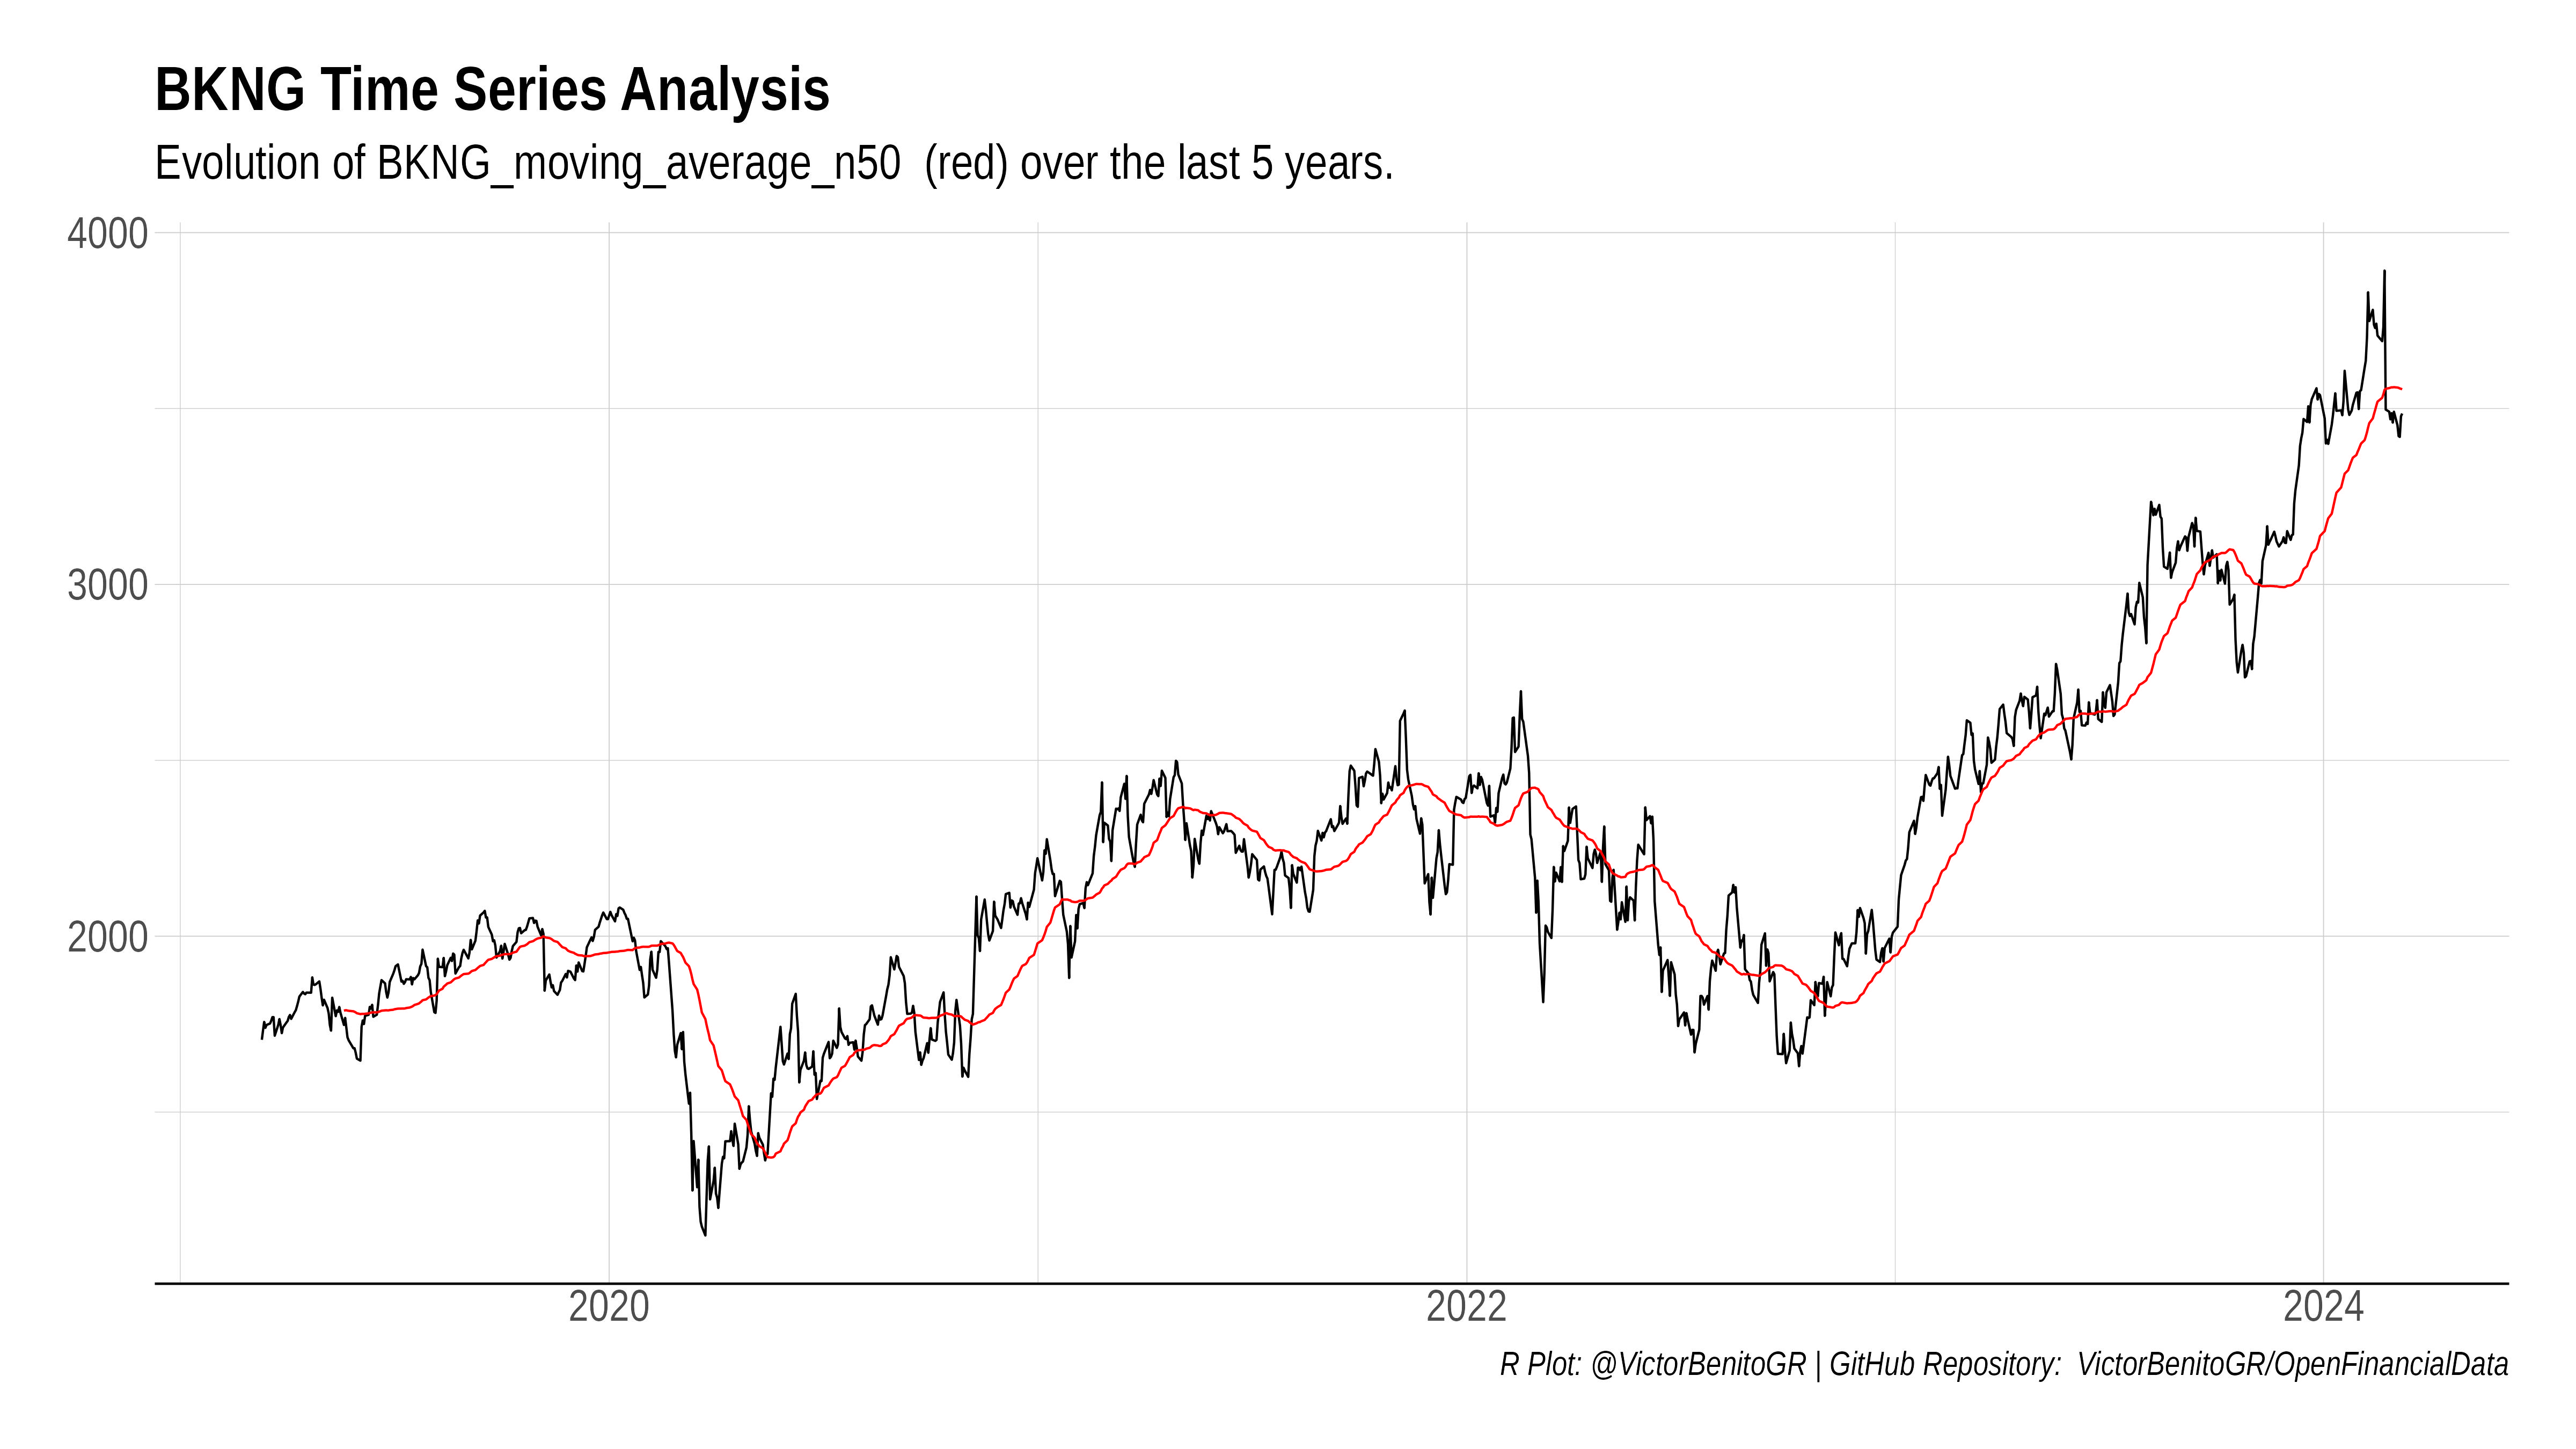 BKNG Time Series Analysis
Evolution of BKNG_moving_average_n50  (red) over the last 5 years.
4000
3000
2000
2020 2022 2024
R Plot: @VictorBenitoGR | GitHub Repository:  VictorBenitoGR/OpenFinancialData